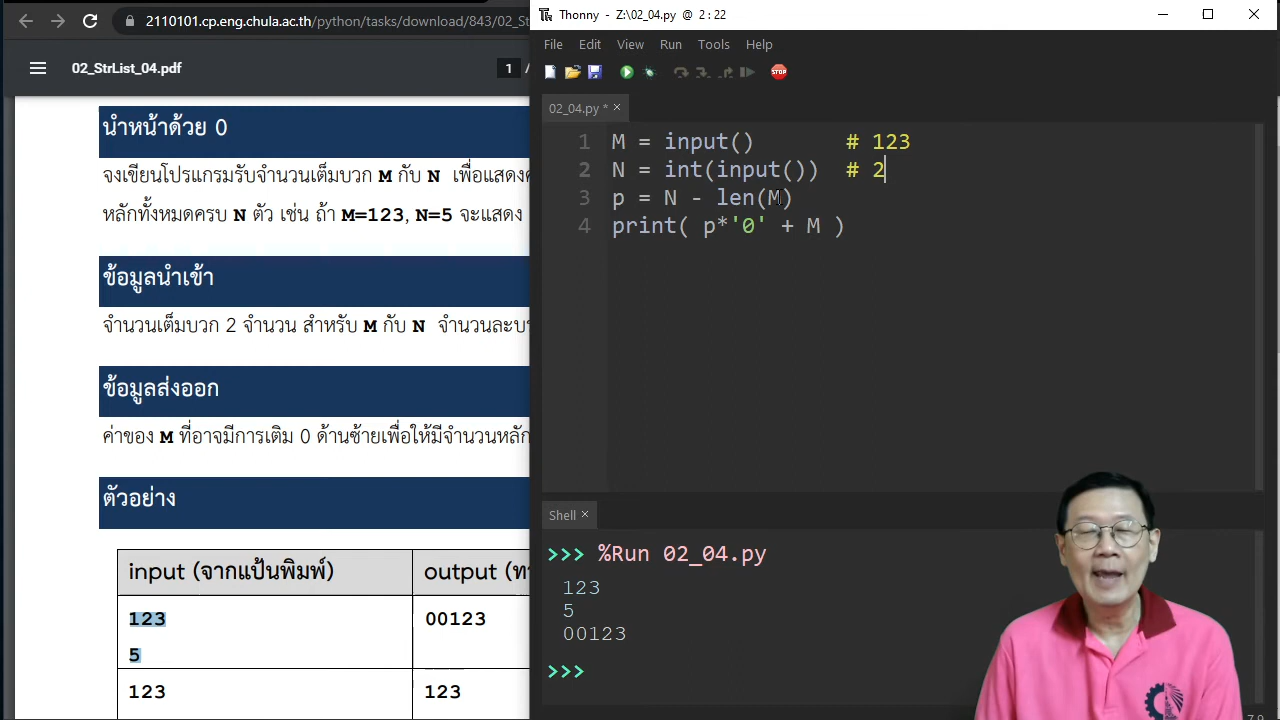 2110101.cp.eng.chula.ac.th/python/tasks/download/843/02_St
02_StrList_04.pdf
1 /
นำหน้าด้วย 0
จงเขียนโปรแกรมรับจำนวนเต็มบวก M กับ N เพื่อแสดง
หลักทั้งหมดครบ N ตัว เช่น ถ้า M=123, N=5 จะแสดง
ข้อมูลนำเข้า
จำนวนเต็มบวก 2 จำนวน สำหรับ M กับ N จำนวนละ
ข้อมูลส่งออก
ค่าของ M ที่อาจมีการเติม 0 ด้านซ้ายเพื่อให้มีจำนวนหลัก
ตัวอย่าง
input (จากแป้นพิมพ์) output (ทา
123 00123
5
123 123
Thonny - Z:\02_04.py @ 2:22
File Edit View Run Tools Help
STOP
02_04.py * ×
1 M = input() # 123
2 N = int(input()) # 2
3 p = N - len(M)
4 print( p*'0' + M )
Shell ×
>>> %Run 02_04.py
123
5
00123
>>>